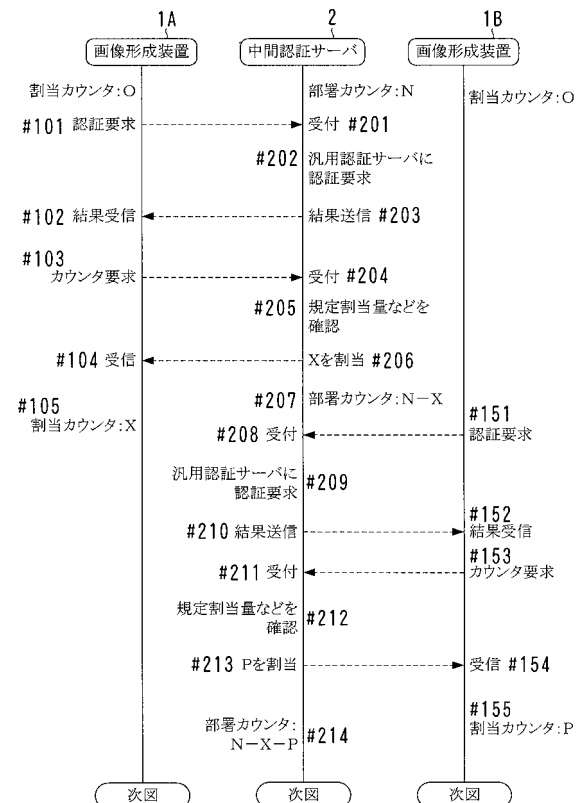 1A
2
1B
画像形成装置
中間認証サーバ
画像形成装置
割当カウンタ:O
部署カウンタ:N
割当カウンタ:O
#101 認証要求
受付 #201
#202 汎用認証サーバに
認証要求
#102 結果受信
結果送信 #203
#103
カウンタ要求
受付 #204
#205 規定割当量などを
確認
#104 受信
Xを割当 #206
#105
割当カウンタ:X
#207 部署カウンタ:N-X
#151
認証要求
#208 受付
汎用認証サーバに
認証要求 #209
#152
結果受信
#210 結果送信
#153
カウンタ要求
#211 受付
規定割当量などを
確認 #212
#213 Pを割当
受信 #154
#155
割当カウンタ:P
部署カウンタ:
N-X-P #214
次図
次図
次図